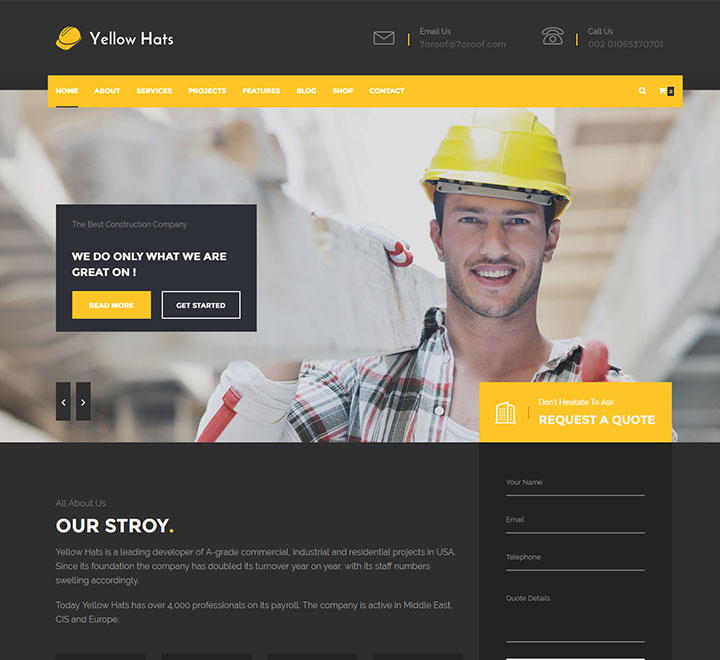 Yellow Hats
Email Us
7oroof@7oroof.com
Call Us
002 01065370701
HOME ABOUT SERVICES PROJECTS FEATURES BLOG SHOP CONTACT
2
The Best Construction Company
WE DO ONLY WHAT WE ARE
GREAT ON !
READ MORE GET STARTED
Don't Hesitate To Ask
REQUEST A QUOTE
All About Us
OUR STROY.
Yellow Hats is a leading developer of A-grade commercial, industrial and residential projects in USA.
Since its foundation the company has doubled its turnover year on year, with its staff numbers
swelling accordingly.
Today Yellow Hats has over 4,000 professionals on its payroll. The company is active in Middle East,
CIS and Europe.
Your Name
Email
Telephone
Quote Details